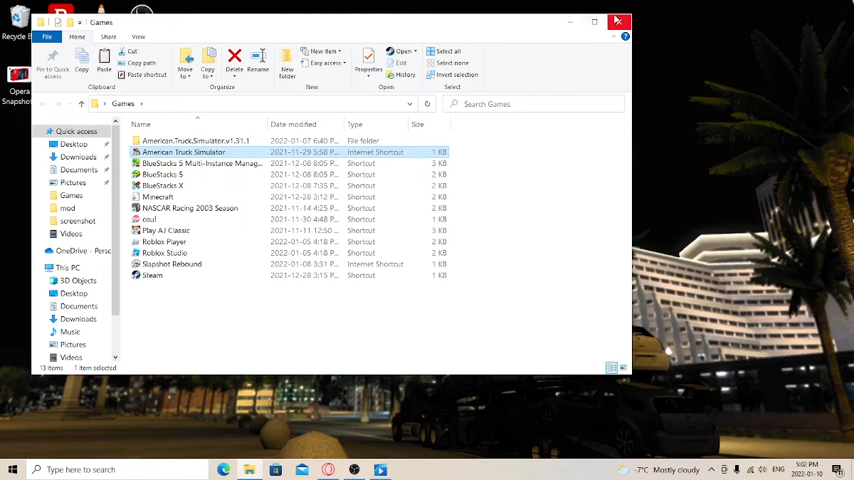 Games
File Home Share View
Pin to Quick access
Copy
Paste
Cut
Copy path
Paste shortcut
Clipboard
Move to
Copy to
Delete
Rename
Organize
New folder
New item
Easy access
New
Properties
Open
Edit
History
Open
Select all
Select none
Invert selection
Select
Games
Search Games
Name Date modified Type Size
American.Truck.Simulator.v1.31.1 2022-01-07 6:40 P... File folder
American Truck Simulator 2021-11-29 5:58 P... Internet Shortcut 1 KB
BlueStacks 5 Multi-Instance Manag... 2021-12-08 8:05 P... Shortcut 3 KB
BlueStacks 5 2021-12-08 8:05 P... Shortcut 2 KB
BlueStacks X 2021-12-08 7:35 P... Shortcut 2 KB
Minecraft 2021-12-28 3:12 P... Shortcut 2 KB
NASCAR Racing 2003 Season 2021-11-14 4:25 P... Shortcut 2 KB
osu! 2021-11-30 4:48 P... Shortcut 1 KB
Play AJ Classic 2021-11-11 12:50 ... Shortcut 3 KB
Roblox Player 2022-01-05 4:18 P... Shortcut 2 KB
Roblox Studio 2022-01-05 4:18 P... Shortcut 2 KB
Slapshot Rebound 2022-01-08 3:31 P... Internet Shortcut 1 KB
Steam 2021-12-28 3:15 P... Shortcut 1 KB
Quick access
Desktop
Downloads
Documents
Pictures
Games
mod
screenshot
Videos
OneDrive - Perso
This PC
3D Objects
Desktop
Documents
Downloads
Music
Pictures
Videos
13 items 1 item selected
Recycle B
Opera
Snapshot
Type here to search
-7°C Mostly cloudy
ENG
5:02 PM
2022-01-10